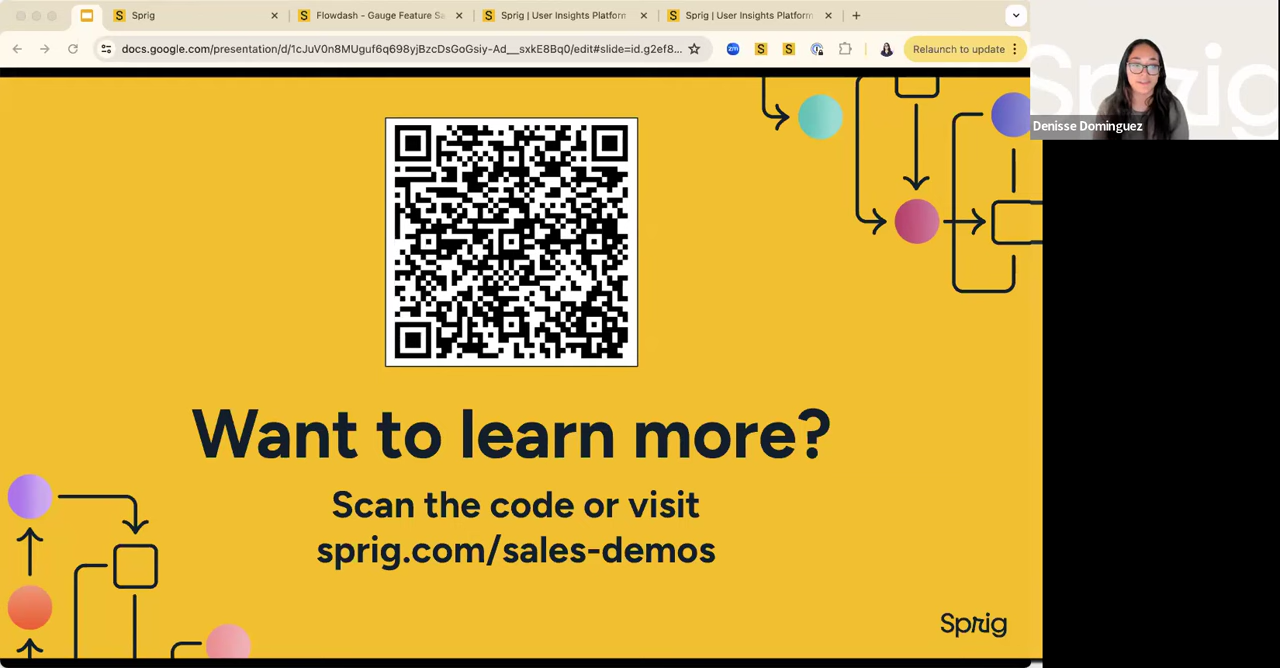 Sprig
Flowdash - Gauge Feature Sa
Sprig | User Insights Platform
Sprig | User Insights Platform
docs.google.com/presentation/d/1cJuV0n8MUguf6q698yjBzcDsGoGsiy-Ad__sxkE8Bq0/edit#slide=id.g2ef8...
zm
S
S
Relaunch to update
Sprig
Denisse Dominguez
Want to learn more?
Scan the code or visit
sprig.com/sales-demos
Sprig